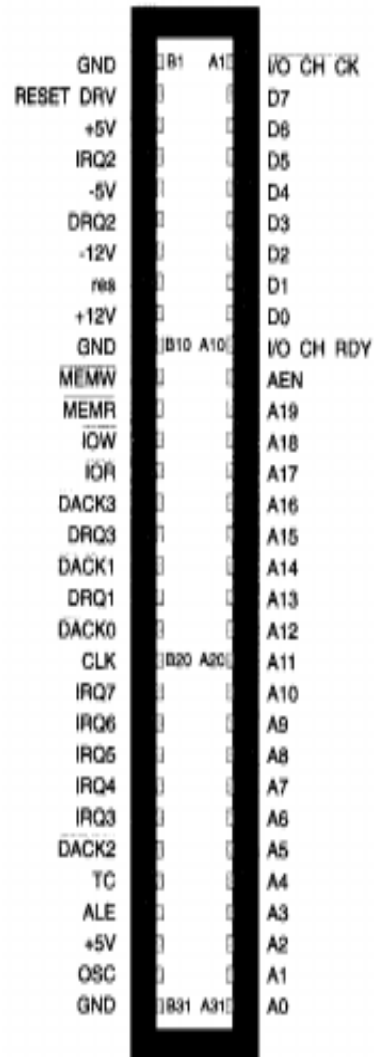 GND B1 A1 I/O CH CK
RESET DRV D7
+5V D6
IRQ2 D5
-5V D4
DRQ2 D3
-12V D2
res D1
+12V D0
GND B10 A10 I/O CH RDY
MEMW AEN
MEMR A19
IOW A18
IOR A17
DACK3 A16
DRQ3 A15
DACK1 A14
DRQ1 A13
DACK0 A12
CLK B20 A20 A11
IRQ7 A10
IRQ6 A9
IRQ5 A8
IRQ4 A7
IRQ3 A6
DACK2 A5
TC A4
ALE A3
+5V A2
OSC A1
GND B31 A31 A0